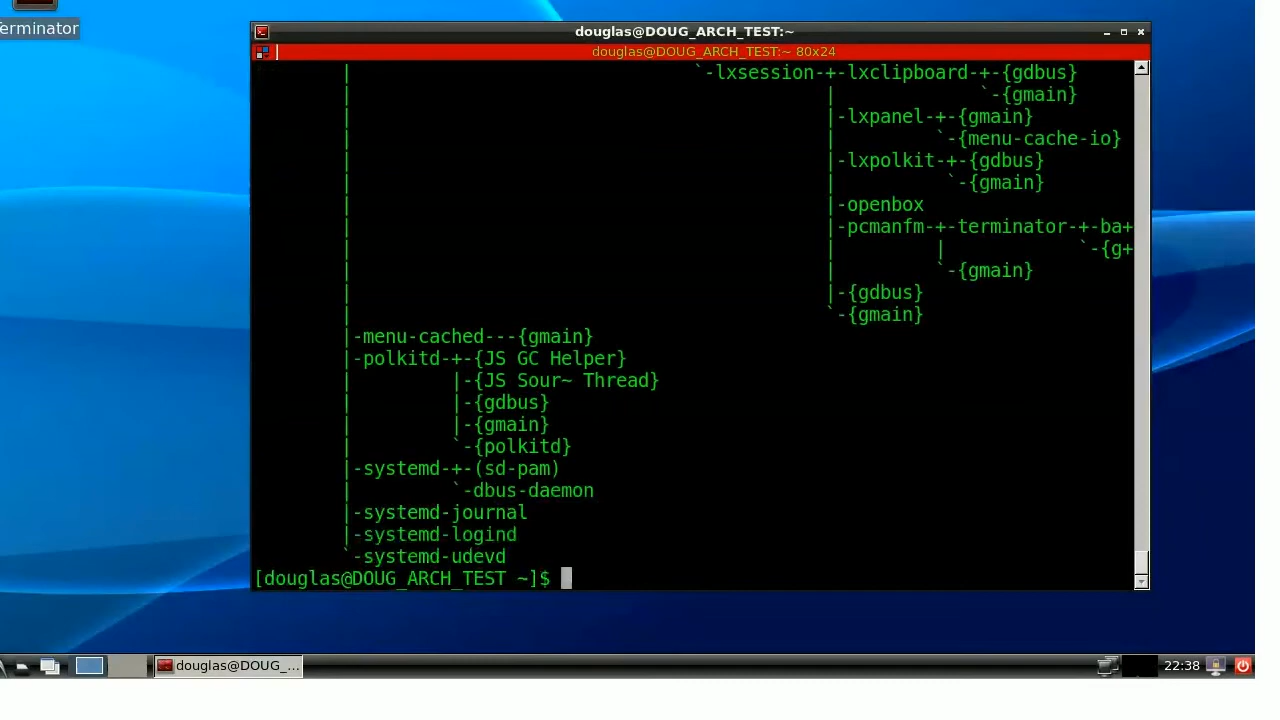 Terminator
douglas@DOUG_ARCH_TEST:~
douglas@DOUG_ARCH_TEST:~ 80x24
|                               `-lxsession-+-lxclipboard-+-{gdbus}
|                                           |             `-{gmain}
|                                           |-lxpanel-+-{gmain}
|                                           |         `-{menu-cache-io}
|                                           |-lxpolkit-+-{gdbus}
|                                           |          `-{gmain}
|                                           |-openbox
|                                           |-pcmanfm-+-terminator-+-ba+
|                                           |         |            `-{g+
|                                           |         `-{gmain}
|                                           |-{gdbus}
|                                           `-{gmain}
|-menu-cached---{gmain}
|-polkitd-+-{JS GC Helper}
|         |-{JS Sour~ Thread}
|         |-{gdbus}
|         |-{gmain}
|         `-{polkitd}
|-systemd-+-(sd-pam)
|         `-dbus-daemon
|-systemd-journal
|-systemd-logind
`-systemd-udevd
[douglas@DOUG_ARCH_TEST ~]$
douglas@DOUG_... 22:38